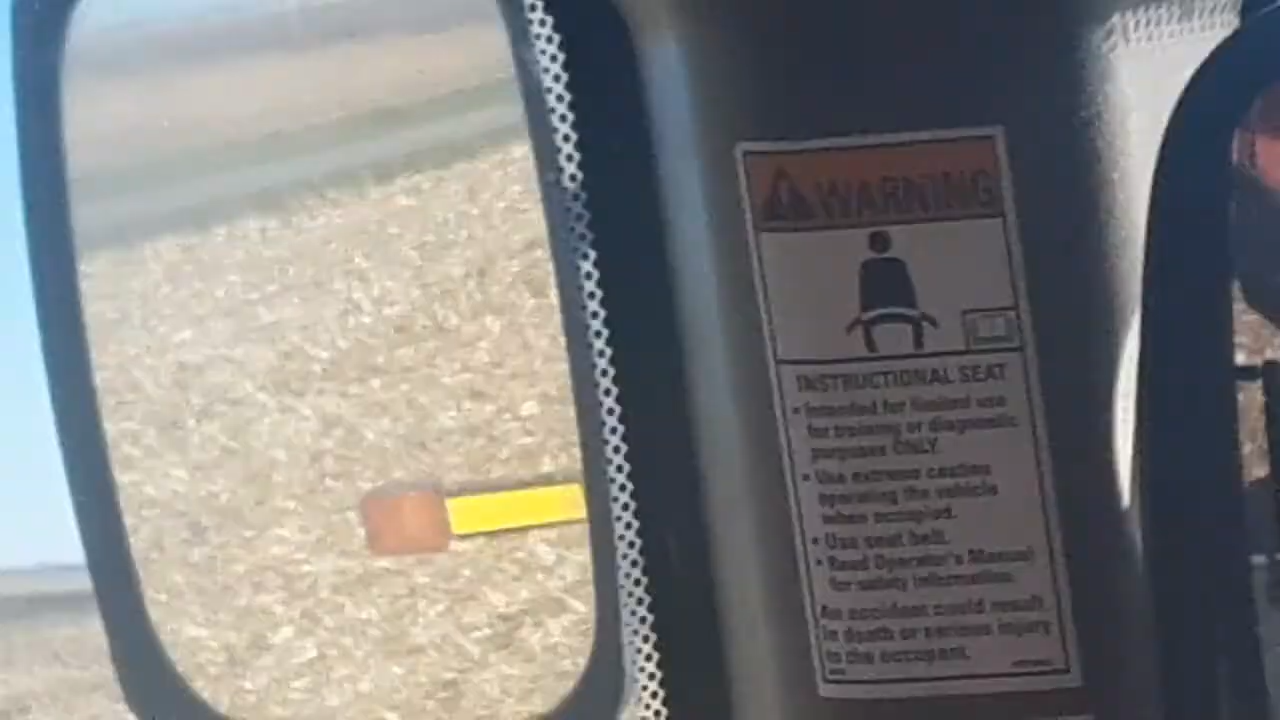 WARNING
INSTRUCTIONAL SEAT
• Intended for limited use
for training or diagnostic
purposes ONLY.
• Use extreme caution
operating the vehicle
when occupied.
• Use seat belt.
• Read Operator's Manual
for safety information.
An accident could result
in death or serious injury
to the occupant.